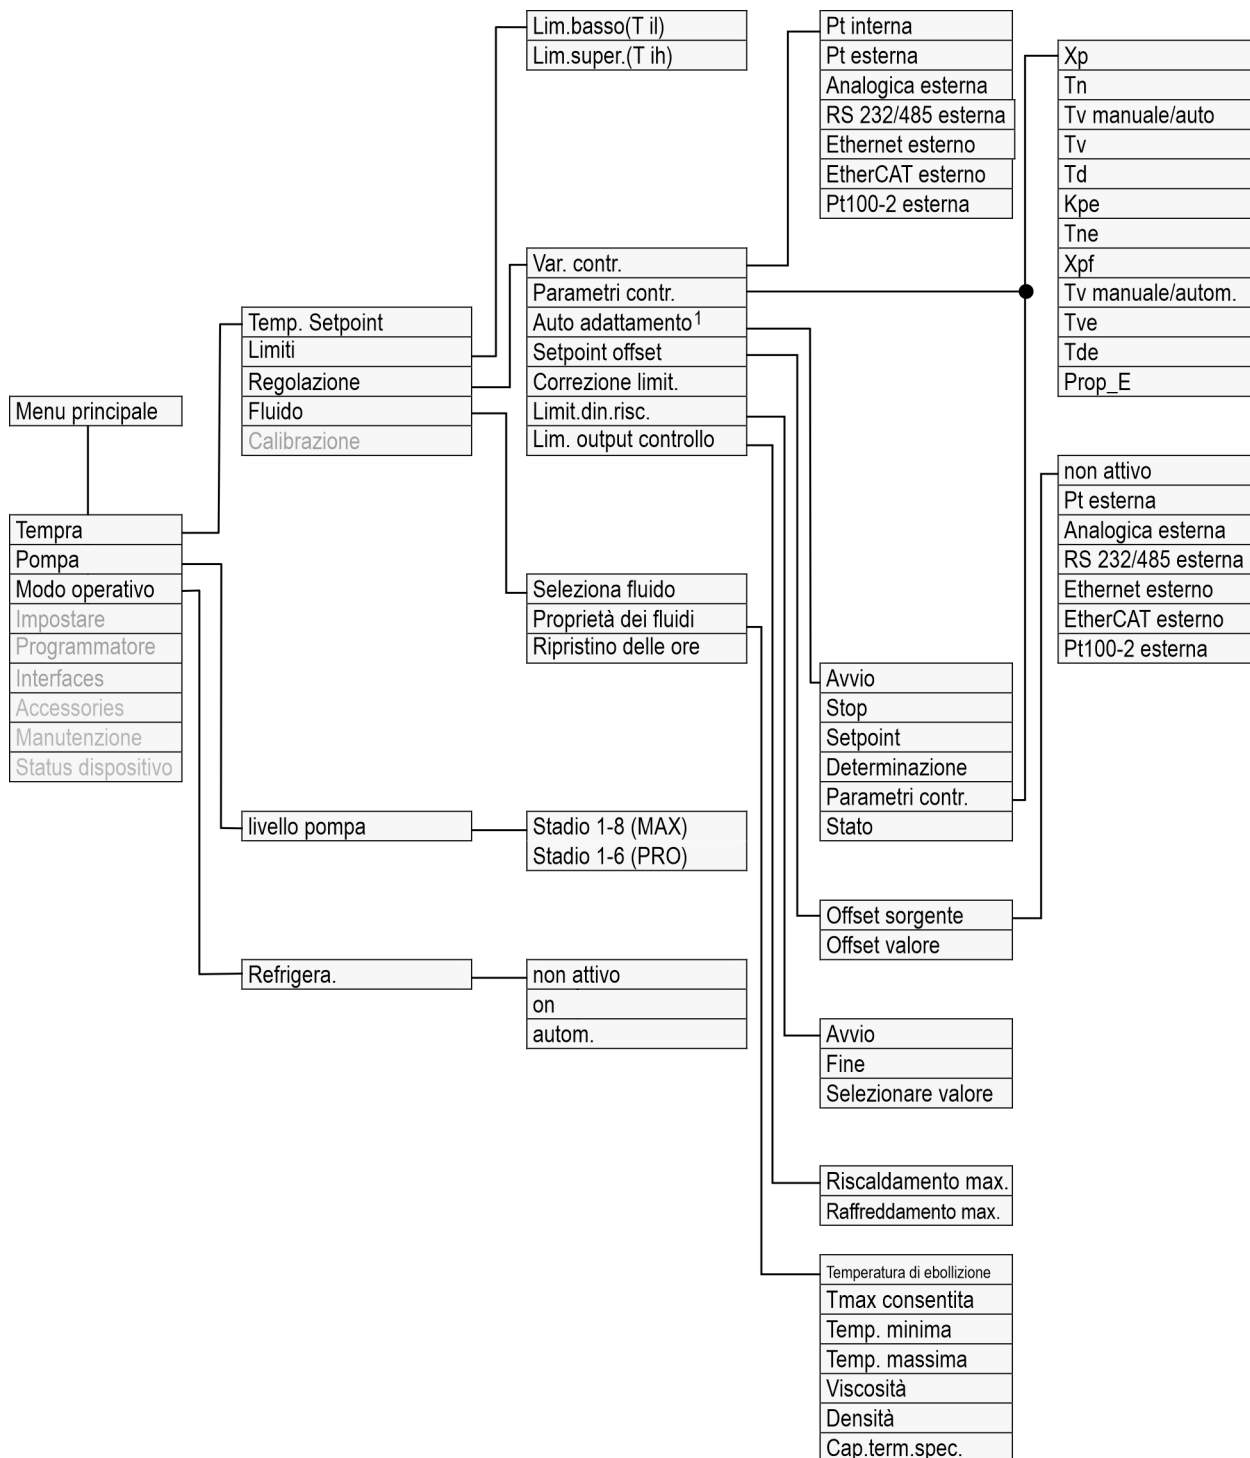 Menu principale
Tempra
Pompa
Modo operativo
Impostare
Programmatore
Interfaces
Accessories
Manutenzione
Status dispositivo
Temp. Setpoint
Limiti
Regolazione
Fluido
Calibrazione
livello pompa
Refrigera.
Lim.basso(T il)
Lim.super.(T ih)
Var. contr.
Parametri contr.
Auto adattamento1
Setpoint offset
Correzione limit.
Limit.din.risc.
Lim. output controllo
Seleziona fluido
Proprietà dei fluidi
Ripristino delle ore
Stadio 1-8 (MAX)
Stadio 1-6 (PRO)
non attivo
on
autom.
Pt interna
Pt esterna
Analogica esterna
RS 232/485 esterna
Ethernet esterno
EtherCAT esterno
Pt100-2 esterna
Avvio
Stop
Setpoint
Determinazione
Parametri contr.
Stato
Offset sorgente
Offset valore
Avvio
Fine
Selezionare valore
Riscaldamento max.
Raffreddamento max.
Temperatura di ebollizione
Tmax consentita
Temp. minima
Temp. massima
Viscosità
Densità
Cap.term.spec.
Xp
Tn
Tv manuale/auto
Tv
Td
Kpe
Tne
Xpf
Tv manuale/autom.
Tve
Tde
Prop_E
non attivo
Pt esterna
Analogica esterna
RS 232/485 esterna
Ethernet esterno
EtherCAT esterno
Pt100-2 esterna